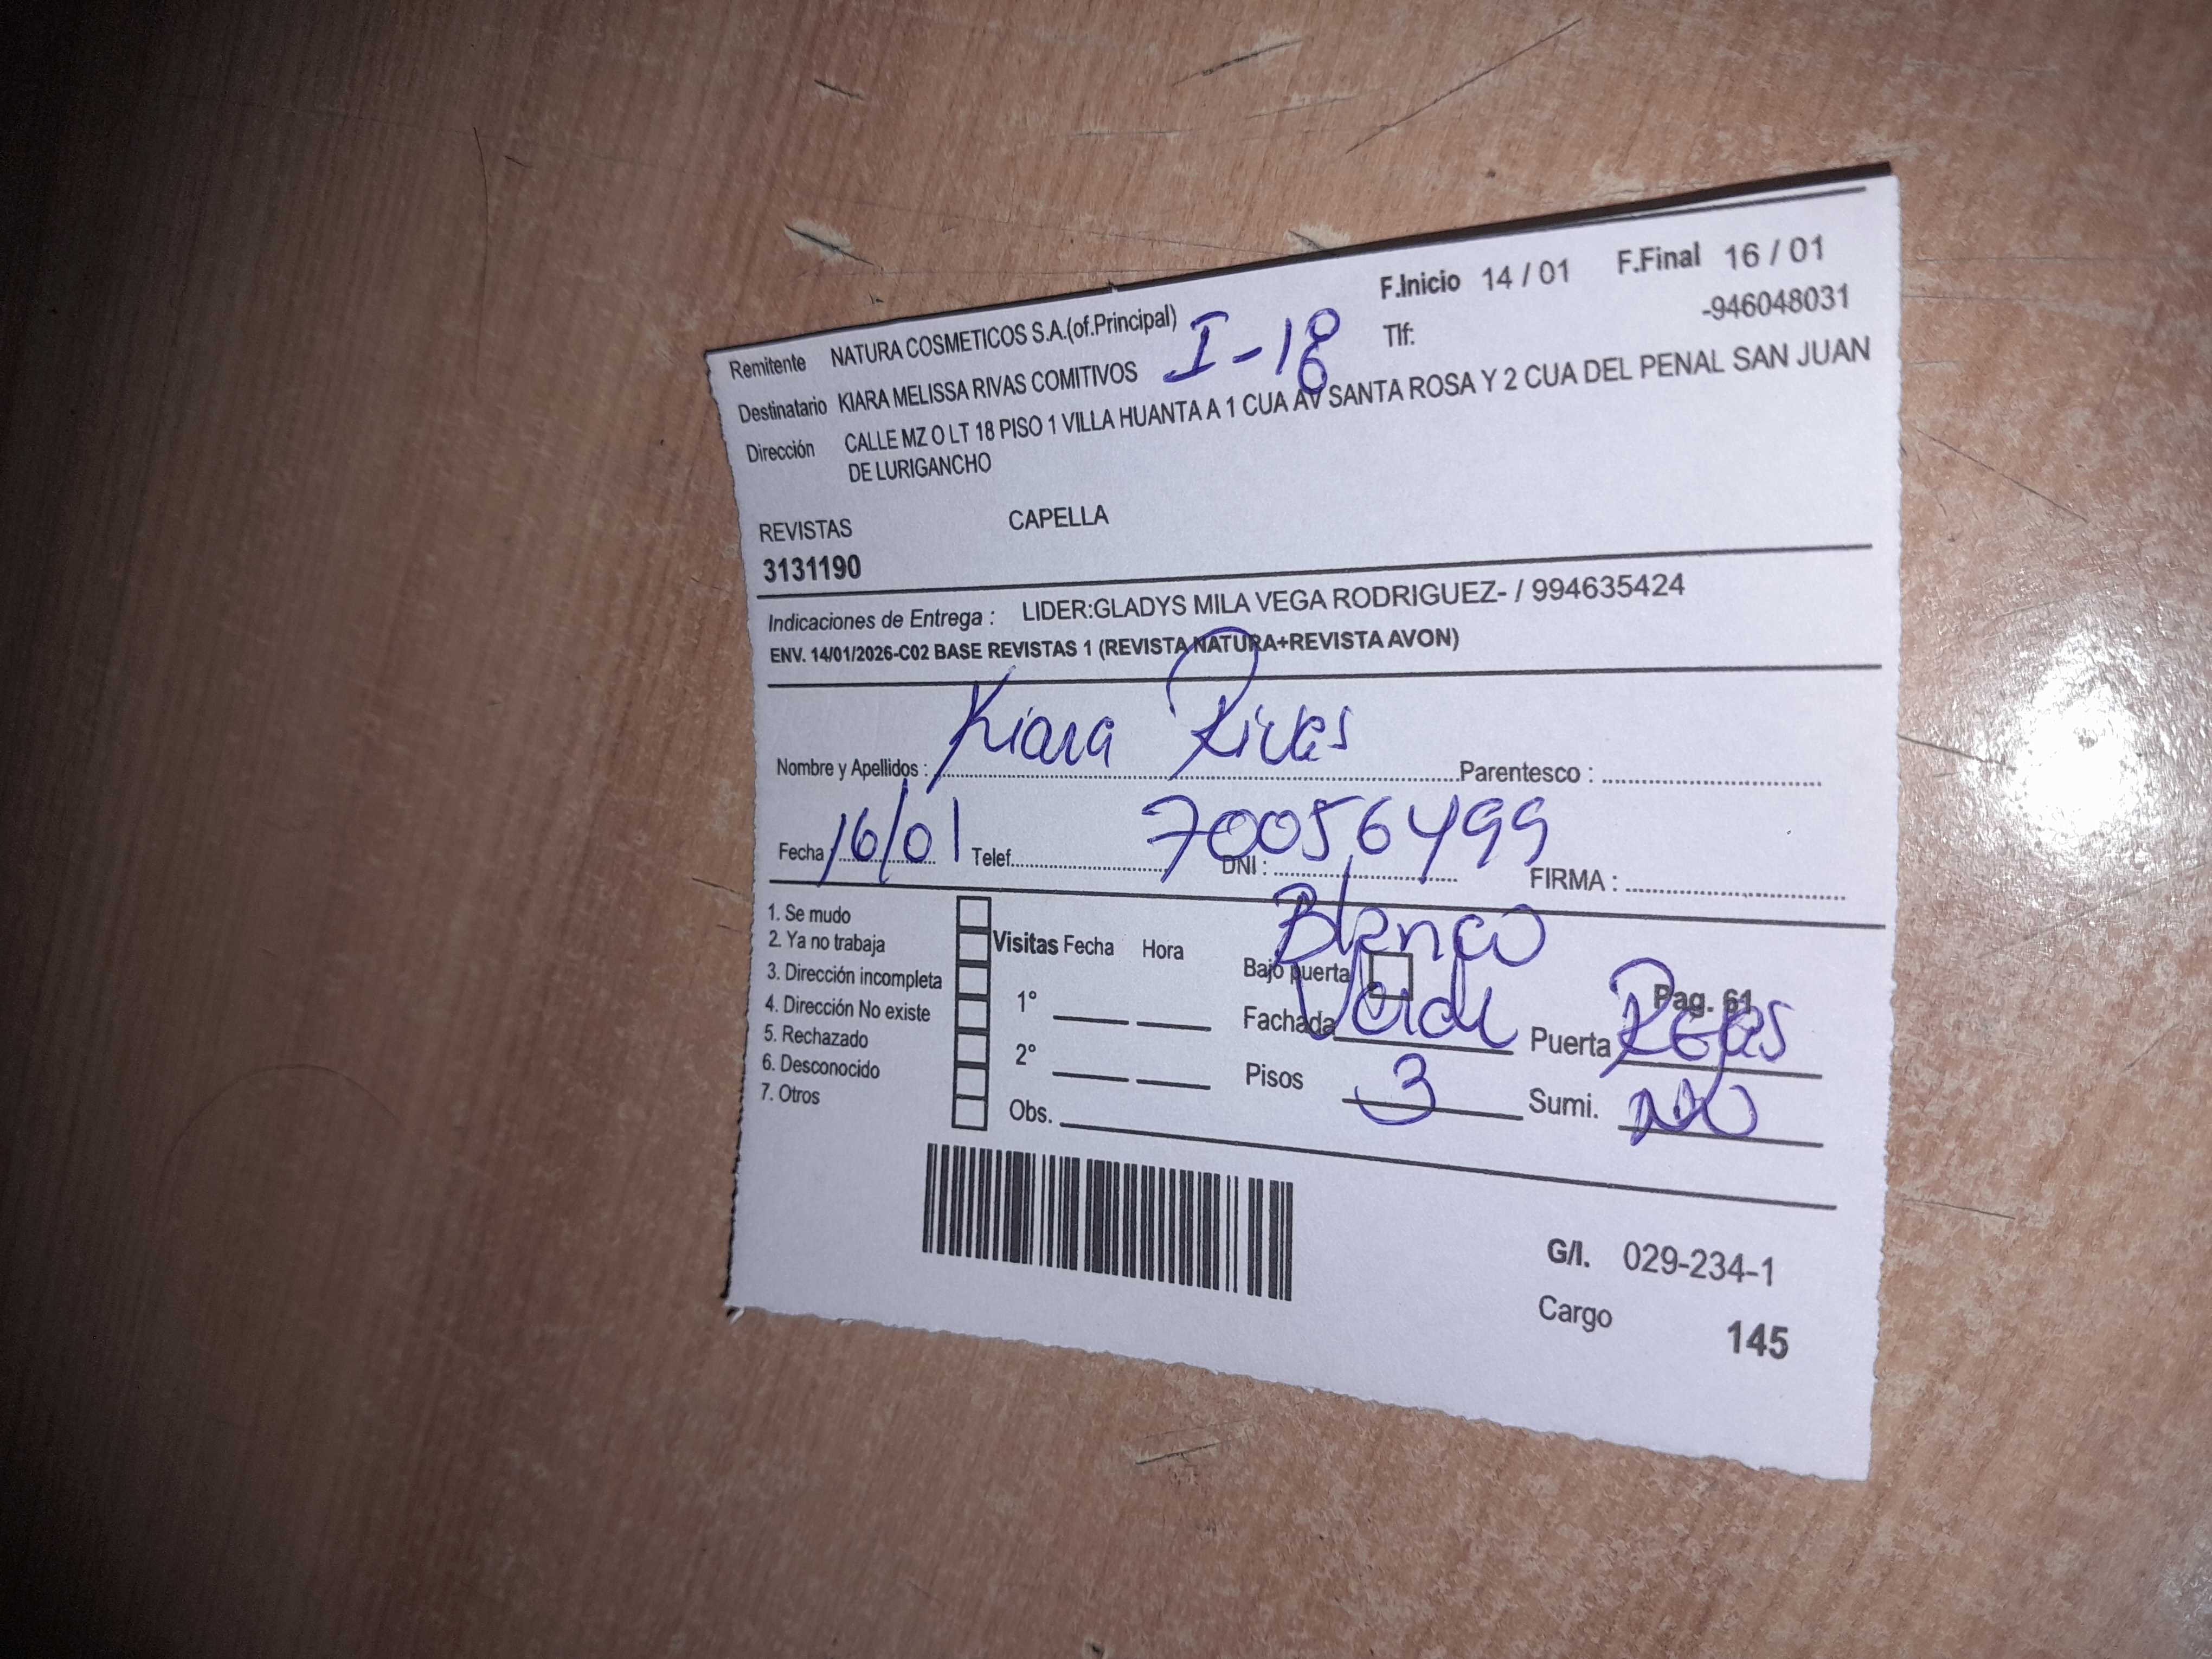 F.Inicio 14 / 01 F.Final 16 / 01
Remitente NATURA COSMETICOS S.A.(of.Principal) I-18 Tlf: -946048031
Destinatario KIARA MELISSA RIVAS COMITIVOS
Dirección CALLE MZ O LT 18 PISO 1 VILLA HUANTA A 1 CUA AV SANTA ROSA Y 2 CUA DEL PENAL SAN JUAN
DE LURIGANCHO
REVISTAS CAPELLA
3131190
Indicaciones de Entrega : LIDER:GLADYS MILA VEGA RODRIGUEZ- / 994635424
ENV. 14/01/2026-C02 BASE REVISTAS 1 (REVISTA NATURA+REVISTA AVON)
Nombre y Apellidos : Kiara Rivas Parentesco :
Fecha : 16/01 Telef. DNI : 70056499 FIRMA :
1. Se mudo
2. Ya no trabaja
3. Dirección incompleta
4. Dirección No existe
5. Rechazado
6. Desconocido
7. Otros
Visitas Fecha Hora
1°
2°
Obs.
Blanco
Bajo puerta Pag. 61
Fachada Verde Puerta Rejas
Pisos 3 Sumi. NO
G/I. 029-234-1
Cargo 145